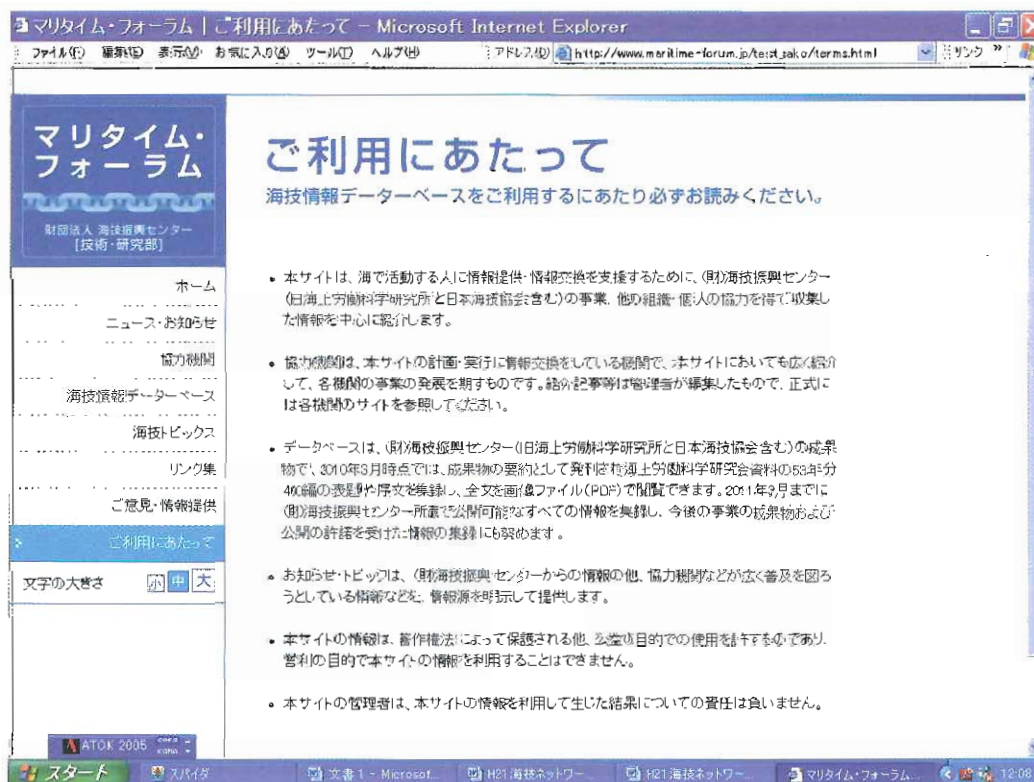 マリタイム・フォーラム | ご利用にあたって - Microsoft Internet Explorer
ファイル(F) 編集(E) 表示(V) お気に入り(A) ツール(T) ヘルプ(H) アドレス(D) http://www.maritime-forum.jp/test_sako/terms.html リンク »
マリタイム・
フォーラム
財団法人 海技振興センター
[技術・研究部]
ホーム
ニュース・お知らせ
協力機関
海技情報データーベース
海技トピックス
リンク集
ご意見・情報提供
ご利用にあたって
文字の大きさ 小 中 大
ご利用にあたって
海技情報データーベースをご利用するにあたり必ずお読みください。
• 本サイトは、海で活動する人に情報提供・情報交換を支援するために、(財)海技振興センター
(旧海上労働科学研究所と日本海技協会含む)の事業、他の組織・個人の協力を得て収集し
た情報を中心に紹介します。
• 協力機関は、本サイトの計画・実行に情報交換をしている機関で、本サイトにおいても広く紹介
して、各機関の事業の発展を期すものです。紹介記事等は管理者が編集したもので、正式に
は各機関のサイトを参照してください。
• データベースは、(財)海技振興センター(旧海上労働科学研究所と日本海技協会含む)の成果
物で、2010年3月時点では、成果物の要約として発刊された海上労働科学研究会資料の53年分
400編の表題や序文を集録し、全文を画像ファイル(PDF)で閲覧できます。2011年3月までに
(財)海技振興センター所蔵で公開可能なすべての情報を集録し、今後の事業の成果物および
公開の許諾を受けた情報の集録にも努めます。
• お知らせ・トピックは、(財)海技振興センターからの情報の他、協力機関などが広く普及を図ろ
うとしている情報などを、情報源を明示して提供します。
• 本サイトの情報は、著作権法によって保護される他、公益の目的での使用を許すものであり、
営利の目的で本サイトの情報を利用することはできません。
• 本サイトの管理者は、本サイトの情報を利用して生じた結果についての責任は負いません。
ATOK 2005
スタート スパイダ 文書 1 - Microsof... H21海技ネットワー... H21海技ネットワー... マリタイム・フォーラム... 12:02